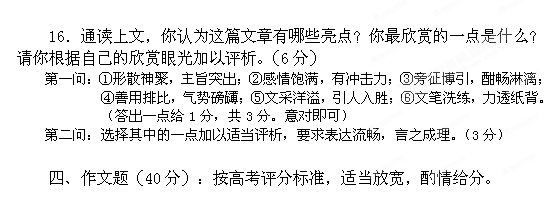 16．通读上文，你认为这篇文章有哪些亮点？你最欣赏的一点是什么？
请你根据自己的欣赏眼光加以评析。（6分）
第一问：①形散神聚，主旨突出；②感情饱满，有冲击力；③旁征博引，酣畅淋漓；
④善用排比，气势磅礴；⑤文采洋溢，引人入胜；⑥文笔洗练，力透纸背。
（答出一点给1分，共3分。意对即可）
第二问：选择其中的一点加以适当评析，要求表达流畅，言之成理。（3分）
四、作文题（40分）：按高考评分标准，适当放宽，酌情给分。